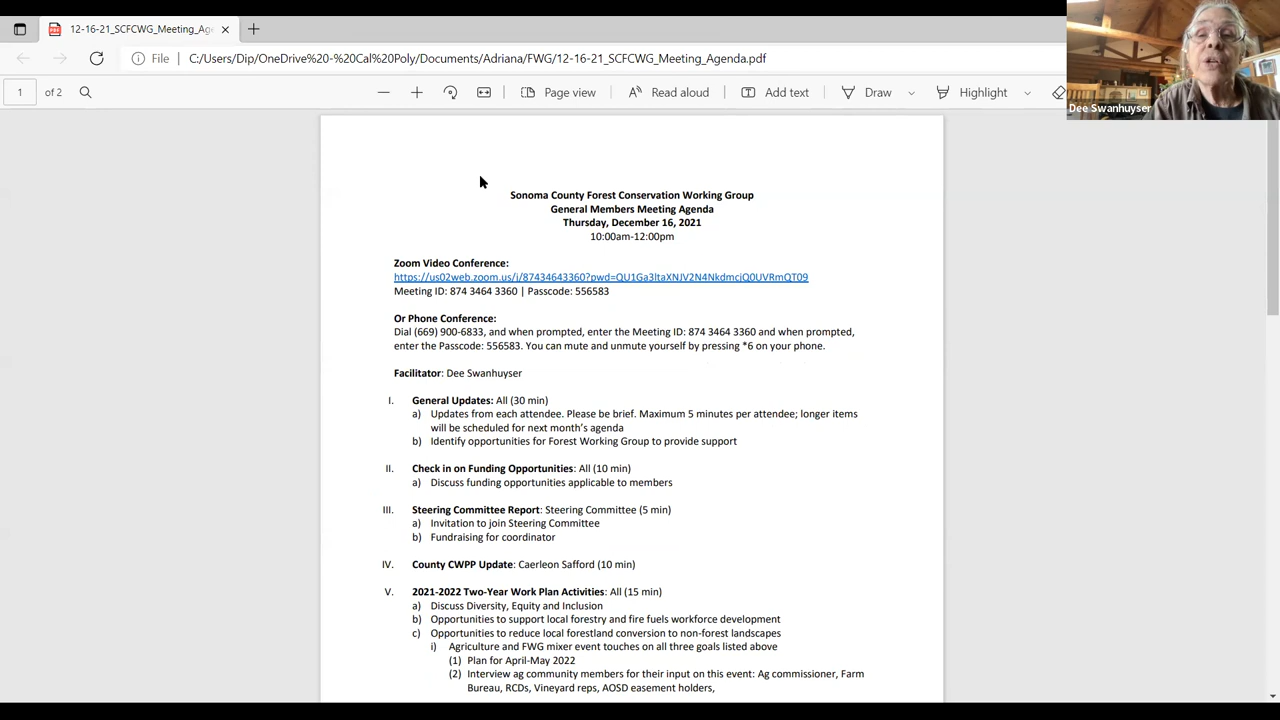 12-16-21_SCFCWG_Meeting_Age
File
C:/Users/Dip/OneDrive%20-%20Cal%20Poly/Documents/Adriana/FWG/12-16-21_SCFCWG_Meeting_Agenda.pdf
1 of 2
Page view
Read aloud
Add text
Draw
Highlight
Dee Swanhuyser
Sonoma County Forest Conservation Working Group
General Members Meeting Agenda
Thursday, December 16, 2021
10:00am-12:00pm
Zoom Video Conference:
https://us02web.zoom.us/j/87434643360?pwd=QU1Ga3ltaXNJV2N4NkdmcjQ0UVRmQT09
Meeting ID: 874 3464 3360 | Passcode: 556583
Or Phone Conference:
Dial (669) 900-6833, and when prompted, enter the Meeting ID: 874 3464 3360 and when prompted,
enter the Passcode: 556583. You can mute and unmute yourself by pressing *6 on your phone.
Facilitator: Dee Swanhuyser
I. General Updates: All (30 min)
a) Updates from each attendee. Please be brief. Maximum 5 minutes per attendee; longer items
will be scheduled for next month's agenda
b) Identify opportunities for Forest Working Group to provide support
II. Check in on Funding Opportunities: All (10 min)
a) Discuss funding opportunities applicable to members
III. Steering Committee Report: Steering Committee (5 min)
a) Invitation to join Steering Committee
b) Fundraising for coordinator
IV. County CWPP Update: Caerleon Safford (10 min)
V. 2021-2022 Two-Year Work Plan Activities: All (15 min)
a) Discuss Diversity, Equity and Inclusion
b) Opportunities to support local forestry and fire fuels workforce development
c) Opportunities to reduce local forestland conversion to non-forest landscapes
i) Agriculture and FWG mixer event touches on all three goals listed above
(1) Plan for April-May 2022
(2) Interview ag community members for their input on this event: Ag commissioner, Farm
Bureau, RCDs, Vineyard reps, AOSD easement holders,